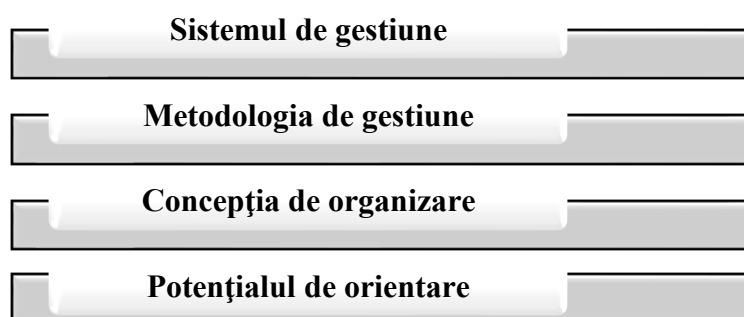 Sistemul de gestiune
Metodologia de gestiune
Concepţia de organizare
Potenţialul de orientare